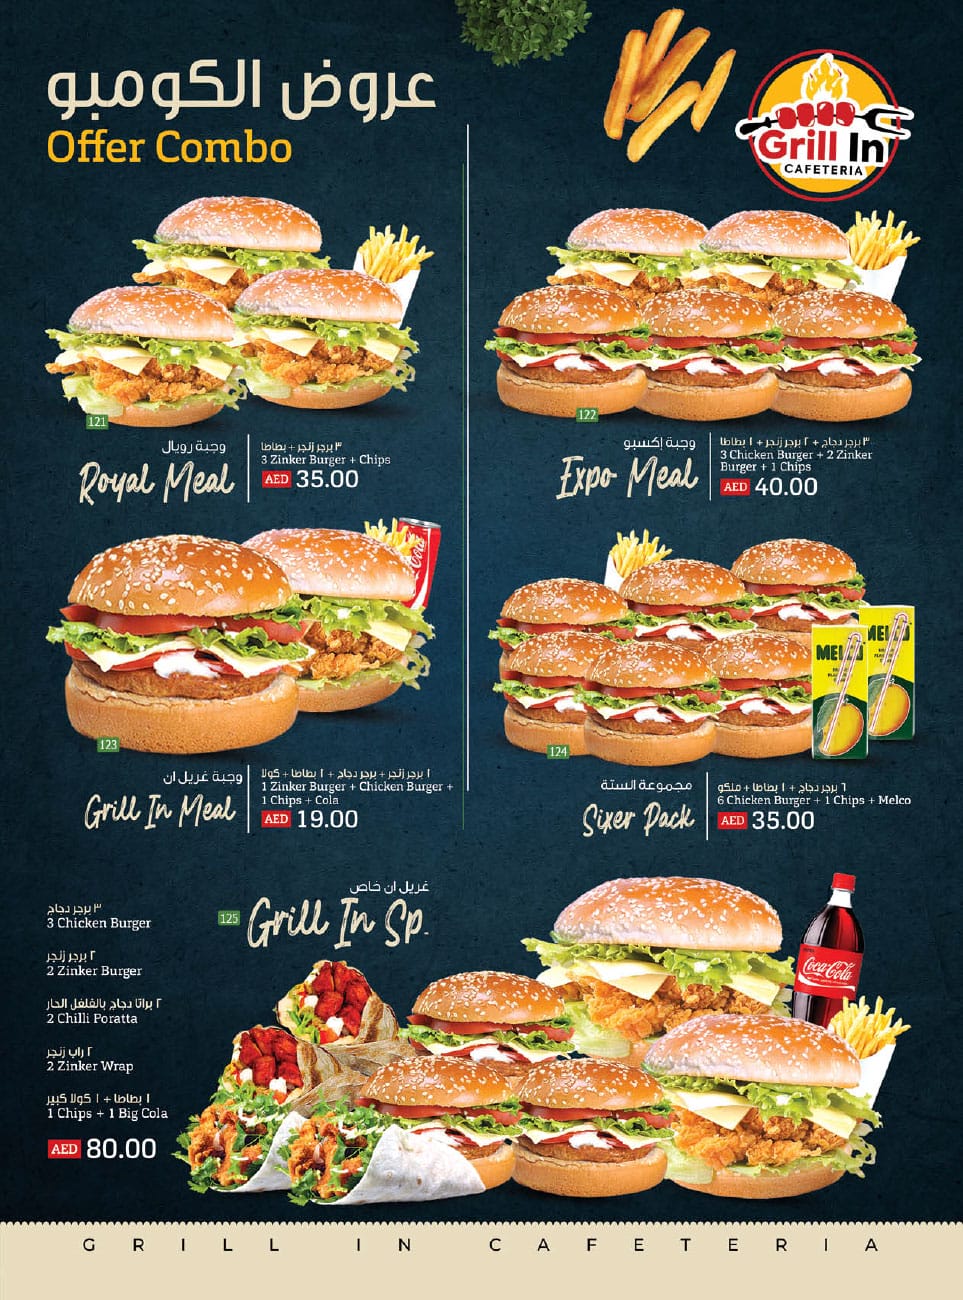 عروض الكومبو
Offer Combo
Grill In
CAFETERIA
121
وجبة رويال
Royal Meal
٣ برجر زنجر + بطاطا
3 Zinker Burger + Chips
AED 35.00
122
وجبة إكسبو
Expo Meal
٣ برجر دجاج + ٢ برجر زنجر + ١ بطاطا
3 Chicken Burger + 2 Zinker
Burger + 1 Chips
AED 40.00
Cola
123
وجبة غريل ان
Grill In Meal
١ برجر زنجر + برجر دجاج + ١ بطاطا + كولا
1 Zinker Burger + Chicken Burger +
1 Chips + Cola
AED 19.00
124
مجموعة الستة
Sixer Pack
٦ برجر دجاج + ١ بطاطا + ملكو
6 Chicken Burger + 1 Chips + Melco
AED 35.00
غريل ان خاص
125
Grill In Sp.
٣ برجر دجاج
3 Chicken Burger
٢ برجر زنجر
2 Zinker Burger
٢ براتا دجاج بالفلفل الحار
2 Chilli Poratta
٢ راب زنجر
2 Zinker Wrap
١ بطاطا + ١ كولا كبير
1 Chips + 1 Big Cola
AED 80.00
Coca-Cola
GRILL IN CAFETERIA